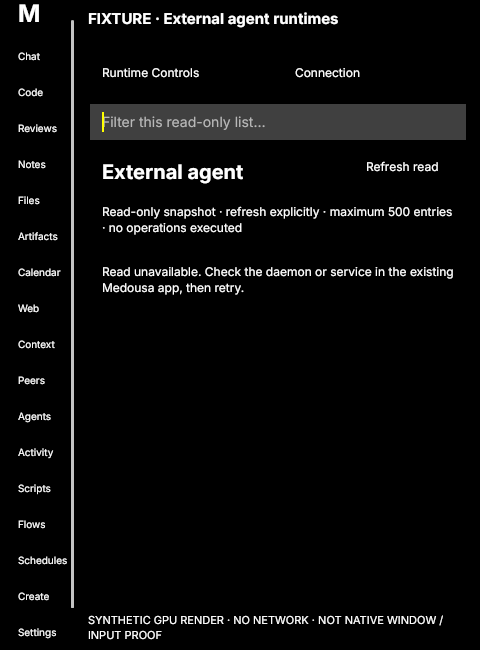 M
Chat
Code
Reviews
Notes
Files
Artifacts
Calendar
Web
Context
Peers
Agents
Activity
Scripts
Flows
Schedules
Create
Settings
FIXTURE · External agent runtimes
Runtime Controls
Connection
Filter this read-only list...
External agent
Refresh read
Read-only snapshot · refresh explicitly · maximum 500 entries
· no operations executed
Read unavailable. Check the daemon or service in the existing
Medousa app, then retry.
SYNTHETIC GPU RENDER · NO NETWORK · NOT NATIVE WINDOW /
INPUT PROOF